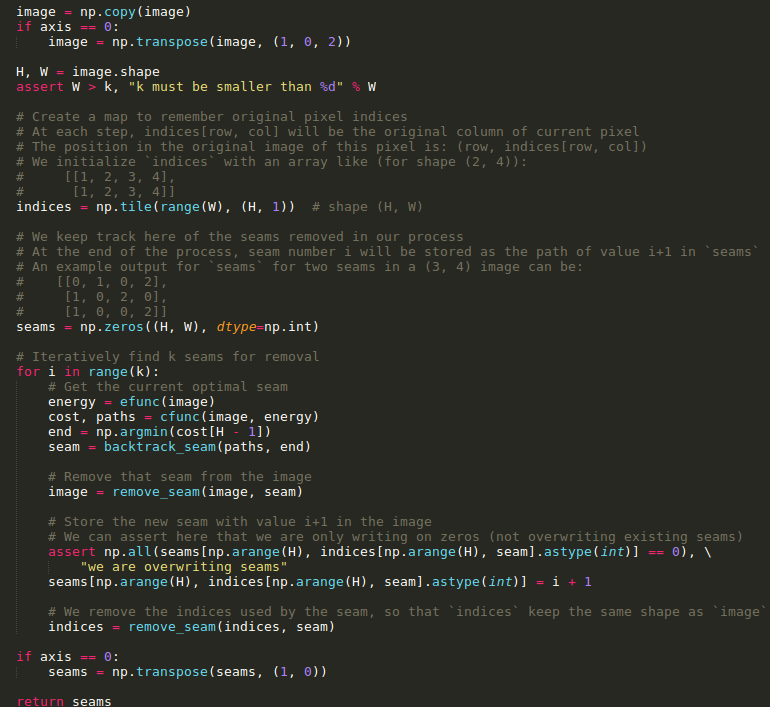 image = np.copy(image)
if axis == 0:
    image = np.transpose(image, (1, 0, 2))

H, W = image.shape
assert W > k, "k must be smaller than %d" % W

# Create a map to remember original pixel indices
# At each step, indices[row, col] will be the original column of current pixel
# The position in the original image of this pixel is: (row, indices[row, col])
# We initialize `indices` with an array like (for shape (2, 4)):
#     [[1, 2, 3, 4],
#      [1, 2, 3, 4]]
indices = np.tile(range(W), (H, 1))  # shape (H, W)

# We keep track here of the seams removed in our process
# At the end of the process, seam number i will be stored as the path of value i+1 in `seams`
# An example output for `seams` for two seams in a (3, 4) image can be:
#    [[0, 1, 0, 2],
#     [1, 0, 2, 0],
#     [1, 0, 0, 2]]
seams = np.zeros((H, W), dtype=np.int)

# Iteratively find k seams for removal
for i in range(k):
    # Get the current optimal seam
    energy = efunc(image)
    cost, paths = cfunc(image, energy)
    end = np.argmin(cost[H - 1])
    seam = backtrack_seam(paths, end)

    # Remove that seam from the image
    image = remove_seam(image, seam)

    # Store the new seam with value i+1 in the image
    # We can assert here that we are only writing on zeros (not overwriting existing seams)
    assert np.all(seams[np.arange(H), indices[np.arange(H), seam].astype(int)] == 0), \
        "we are overwriting seams"
    seams[np.arange(H), indices[np.arange(H), seam].astype(int)] = i + 1

    # We remove the indices used by the seam, so that `indices` keep the same shape as `image`
    indices = remove_seam(indices, seam)

if axis == 0:
    seams = np.transpose(seams, (1, 0))

return seams